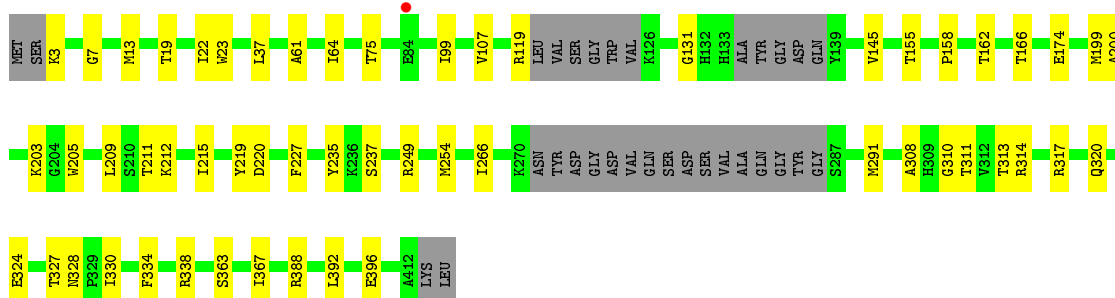 MET SER K3 G7 M13 T19 I22 W23 L37 A61 I64 T75 E84 I99 V107 R119 LEU VAL SER GLY TRP VAL K126 G131 H132 H133 ALA TYR GLY ASP GLN Y139 V145 T155 P158 T162 T166 E174 M199 A200
K203 G204 W205 L209 S210 T211 K212 I215 Y219 D220 F227 Y235 K236 S237 R249 M254 I266 K270 ASN TYR ASP GLY ASP VAL GLN SER ASP SER VAL ALA GLN GLY TYR GLY S287 M291 A308 H309 G310 T311 V312 T313 R314 R317 Q320
E324 T327 N328 P329 I330 F334 R338 S363 I367 R388 L392 E396 A412 LYS LEU